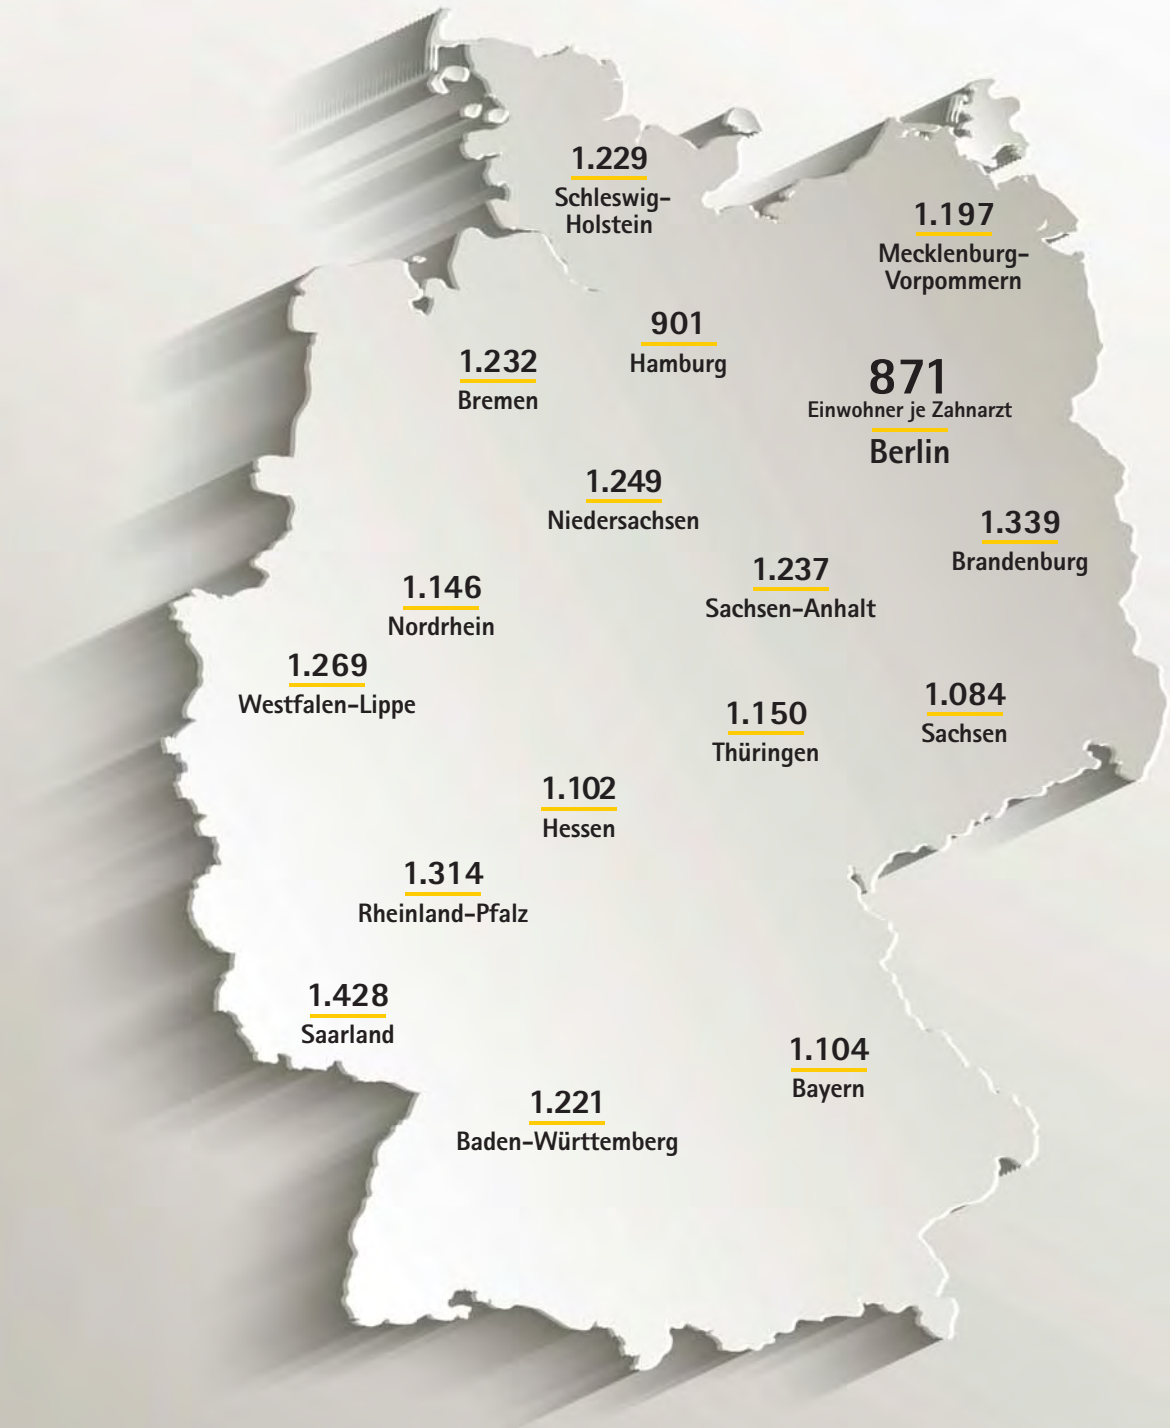 1.229
Schleswig-
Holstein
1.197
Mecklenburg-
Vorpommern
901
Hamburg
1.232
Bremen
871
Einwohner je Zahnarzt
Berlin
1.249
Niedersachsen
1.339
Brandenburg
1.237
Sachsen-Anhalt
1.146
Nordrhein
1.269
Westfalen-Lippe
1.084
Sachsen
1.150
Thüringen
1.102
Hessen
1.314
Rheinland-Pfalz
1.428
Saarland
1.104
Bayern
1.221
Baden-Württemberg